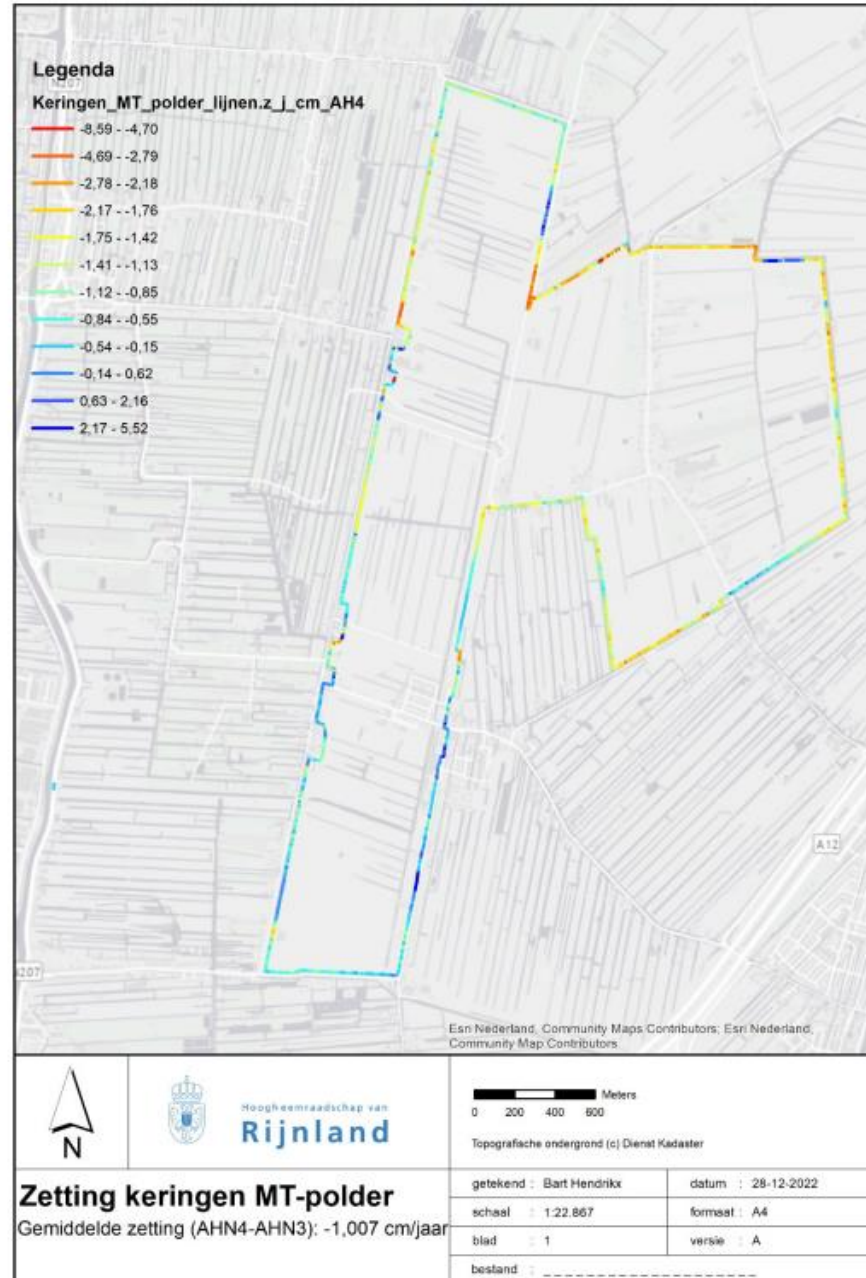 Legenda
N207
Keringen_MT_polder_lijnen.z_j_cm_AH4
-8,59 - -4,70
-4,69 - -2,79
-2,78 - -2,18
-2,17 - -1,76
-1,75 - -1,42
-1,41 - -1,13
-1,12 - -0,85
-0,84 - -0,55
-0,54 - -0,15
-0,14 - 0,62
0,63 - 2,16
2,17 - 5,52
A12
N207
Esri Nederland, Community Maps Contributors; Esri Nederland,
Community Map Contributors
N
Hoogheemraadschap van
Rijnland
Meters
0 200 400 600
Topografische ondergrond (c) Dienst Kadaster
Zetting keringen MT-polder
Gemiddelde zetting (AHN4-AHN3): -1,007 cm/jaar
getekend : Bart Hendrikx datum : 28-12-2022
schaal : 1:22.867 formaat : A4
blad : 1 versie : A
bestand : _ _ _ _ _ _ _ _ _ _ _ _ _ _ _ _ _ _ _ _